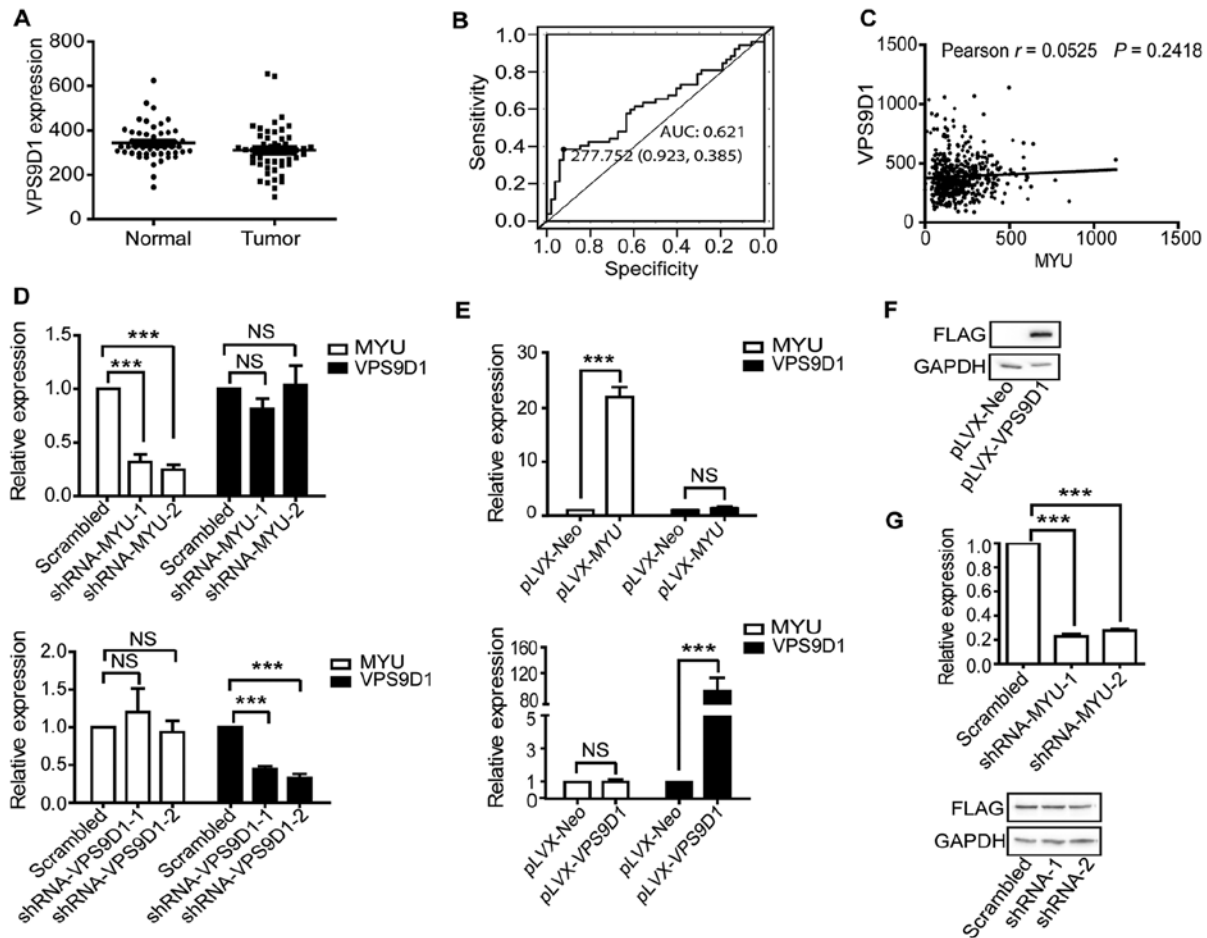 A
VPS9D1 expression
800
600
400
200
0
Normal Tumor
B
Sensitivity
1.0
0.8
0.6
0.4
0.2
0.0
AUC: 0.621
277.752 (0.923, 0.385)
1.0 0.8 0.6 0.4 0.2 0.0
Specificity
C
Pearson r = 0.0525 P = 0.2418
VPS9D1
1500
1000
500
0
0 500 1000 1500
MYU
D
Relative expression
1.5
1.0
0.5
0.0
***
***
NS
NS
MYU
VPS9D1
Scrambled
shRNA-MYU-1
shRNA-MYU-2
Scrambled
shRNA-MYU-1
shRNA-MYU-2
Relative expression
2.0
1.5
1.0
0.5
0.0
NS
NS
***
***
MYU
VPS9D1
Scrambled
shRNA-VPS9D1-1
shRNA-VPS9D1-2
Scrambled
shRNA-VPS9D1-1
shRNA-VPS9D1-2
E
Relative expression
30
20
10
0
***
NS
MYU
VPS9D1
pLVX-Neo
pLVX-MYU
pLVX-Neo
pLVX-MYU
Relative expression
160
120
80
5
3
1
0
NS
***
MYU
VPS9D1
pLVX-Neo
pLVX-VPS9D1
pLVX-Neo
pLVX-VPS9D1
F
FLAG
GAPDH
pLVX-Neo
pLVX-VPS9D1
G
Relative expression
1.0
0.8
0.6
0.4
0.2
0.0
***
***
Scrambled
shRNA-MYU-1
shRNA-MYU-2
FLAG
GAPDH
Scrambled
shRNA-1
shRNA-2